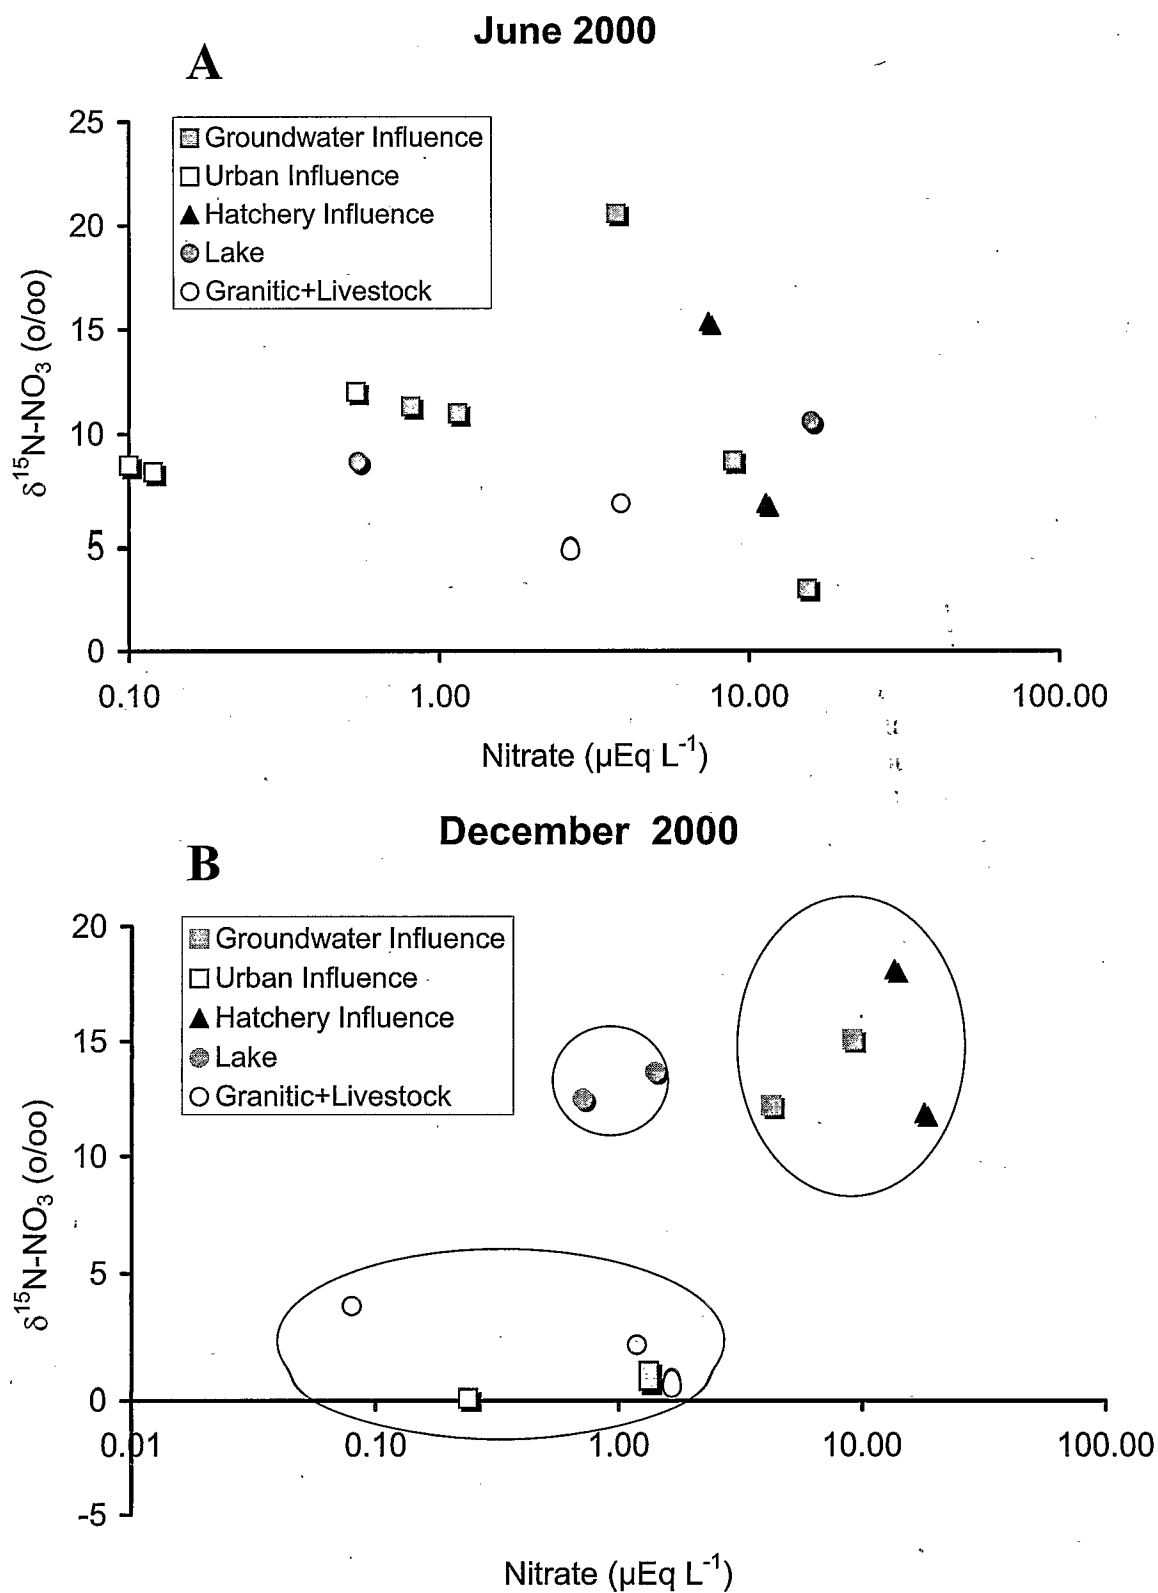 June 2000
A
Groundwater Influence
Urban Influence
Hatchery Influence
Lake
Granitic+Livestock
25
20
15
10
5
0
δ¹⁵N-NO₃ (o/oo)
0.10 1.00 10.00 100.00
Nitrate (µEq L⁻¹)
December 2000
B
Groundwater Influence
Urban Influence
Hatchery Influence
Lake
Granitic+Livestock
20
15
10
5
0
-5
δ¹⁵N-NO₃ (o/oo)
0.01 0.10 1.00 10.00 100.00
Nitrate (µEq L⁻¹)